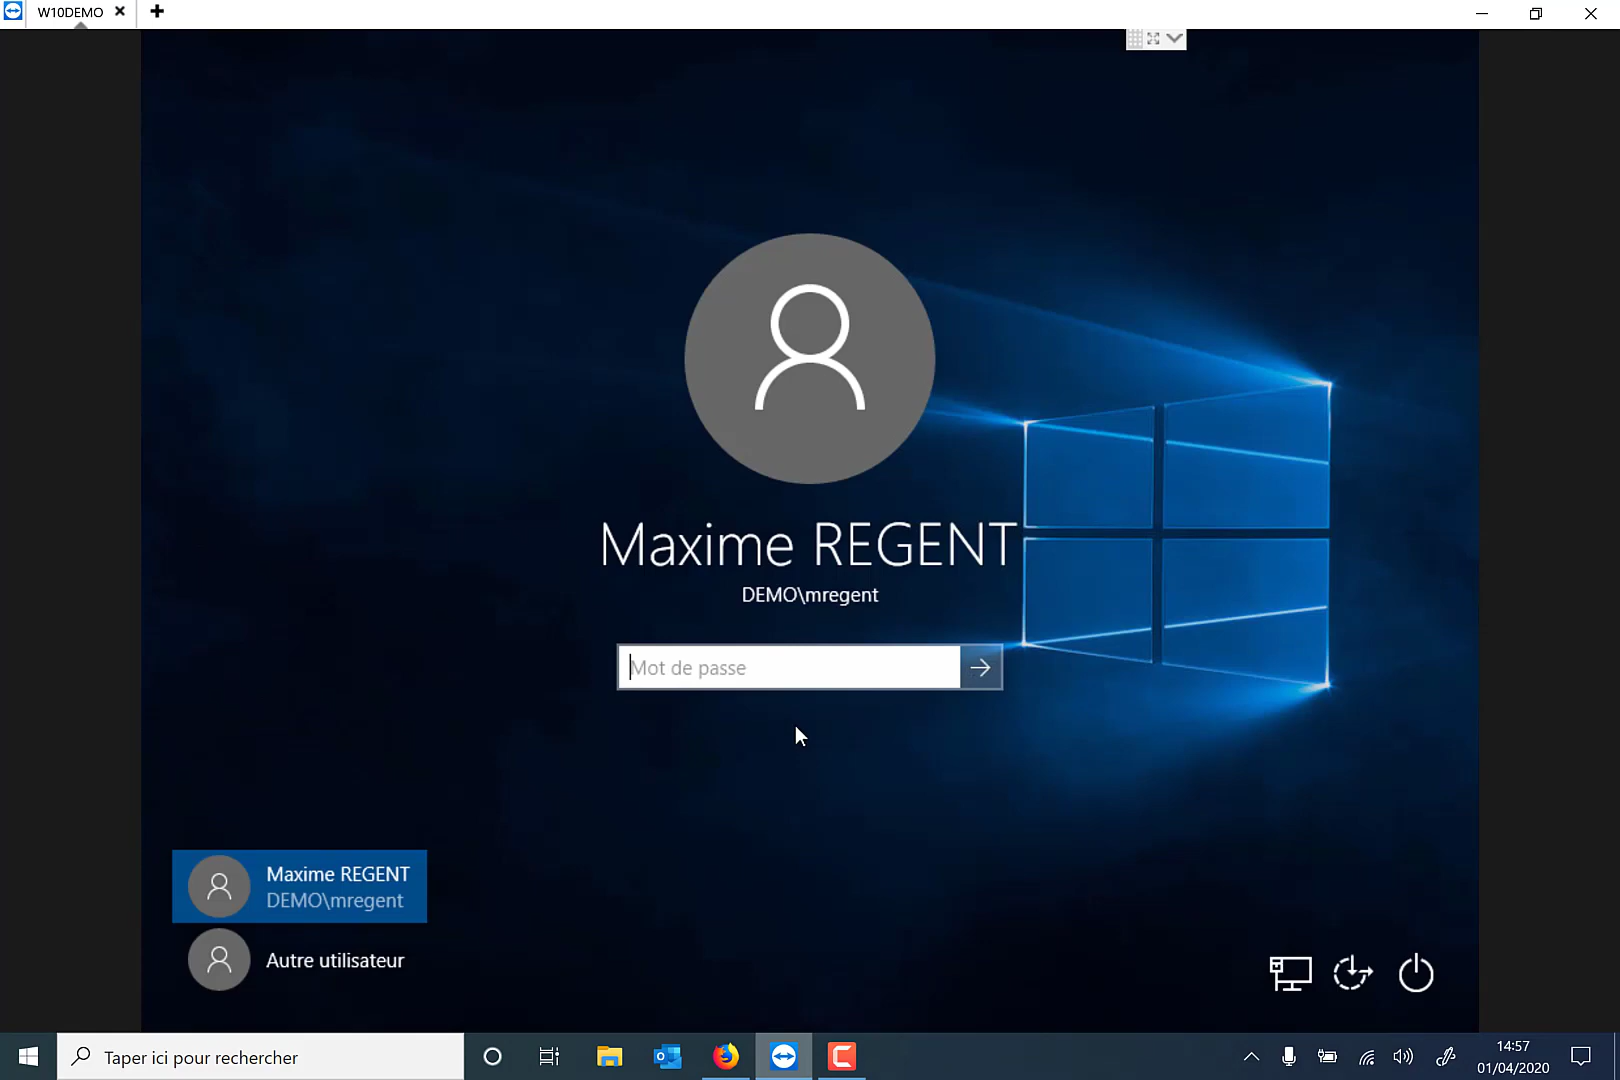 W10DEMO
Maxime REGENT
DEMO\mregent
Mot de passe
Maxime REGENT
DEMO\mregent
Autre utilisateur
Taper ici pour rechercher
14:57
01/04/2020